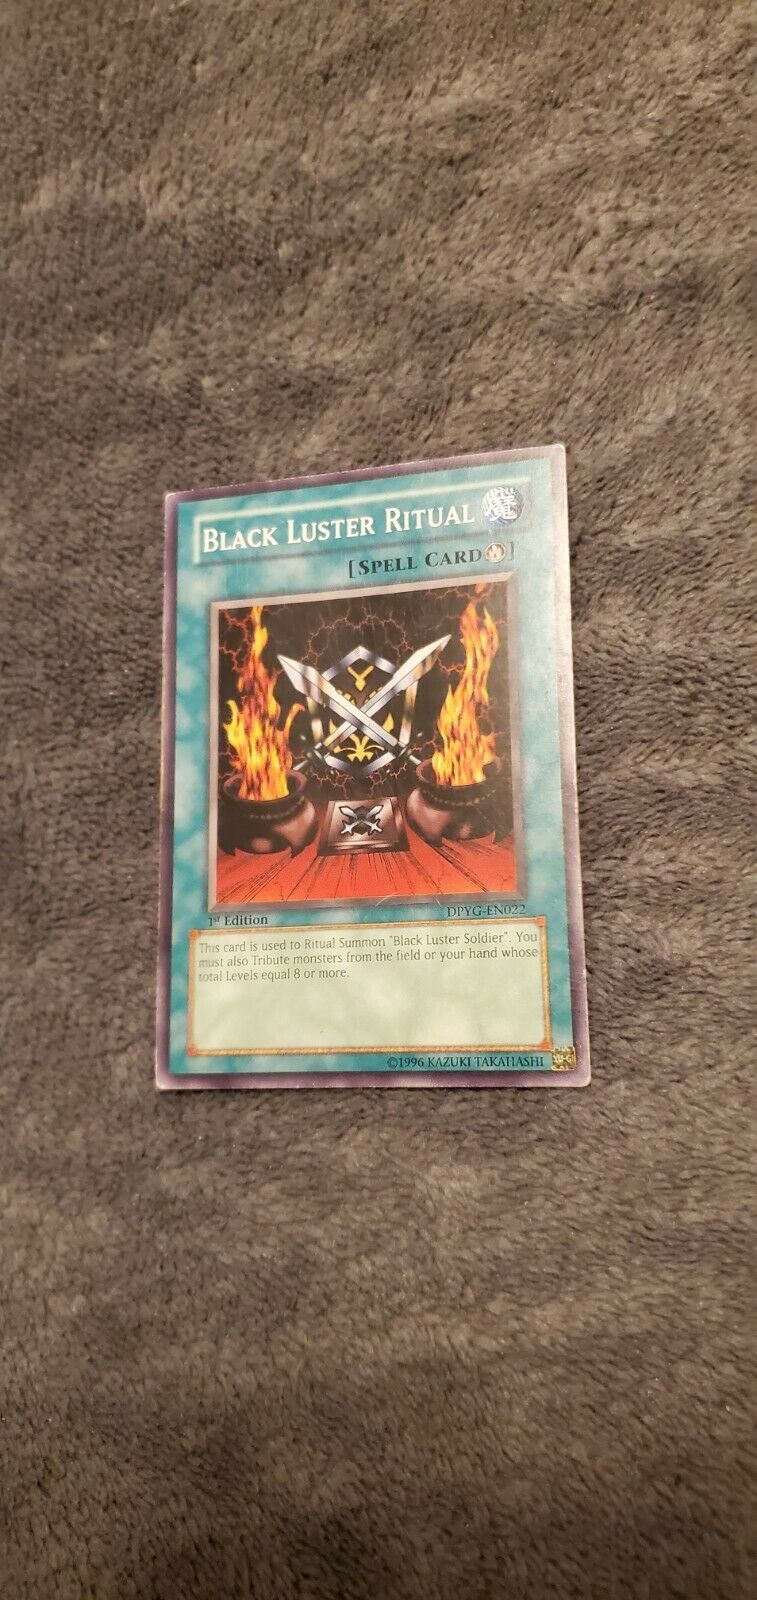 BLACK LUSTER RITUAL
[SPELL CARD]
1st Edition
DPYG-EN022
This card is used to Ritual Summon "Black Luster Soldier". You
must also Tribute monsters from the field or your hand whose
total Levels equal 8 or more.
©1996 KAZUKI TAKAHASHI